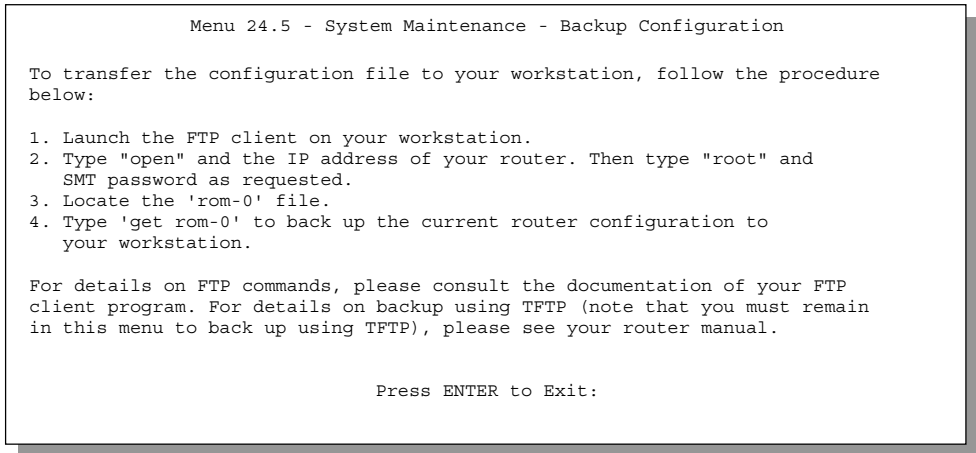 Menu 24.5 - System Maintenance - Backup Configuration
To transfer the configuration file to your workstation, follow the procedure
below:
1. Launch the FTP client on your workstation.
2. Type "open" and the IP address of your router. Then type "root" and
SMT password as requested.
3. Locate the 'rom-0' file.
4. Type 'get rom-0' to back up the current router configuration to
your workstation.
For details on FTP commands, please consult the documentation of your FTP
client program. For details on backup using TFTP (note that you must remain
in this menu to back up using TFTP), please see your router manual.
Press ENTER to Exit: